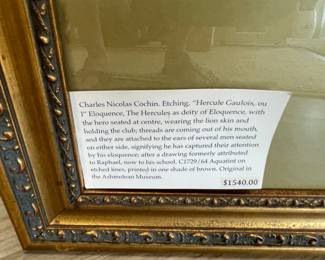 Charles Nicolas Cochin. Etching, "Hercule Gaulois, ou
l" Eloquence, The Hercules as deity of Eloquence, with
the hero seated at centre, wearing the lion skin and
holding the club; threads are coming out of his mouth,
and they are attached to the ears of several men seated
on either side, signifying he has captured their attention
by his eloquence; after a drawing formerly attributed
to Raphael, now to his school, C1729/64 Aquatint on
etched lines, printed in one shade of brown. Original in
the Ashmolean Museum.
$1540.00